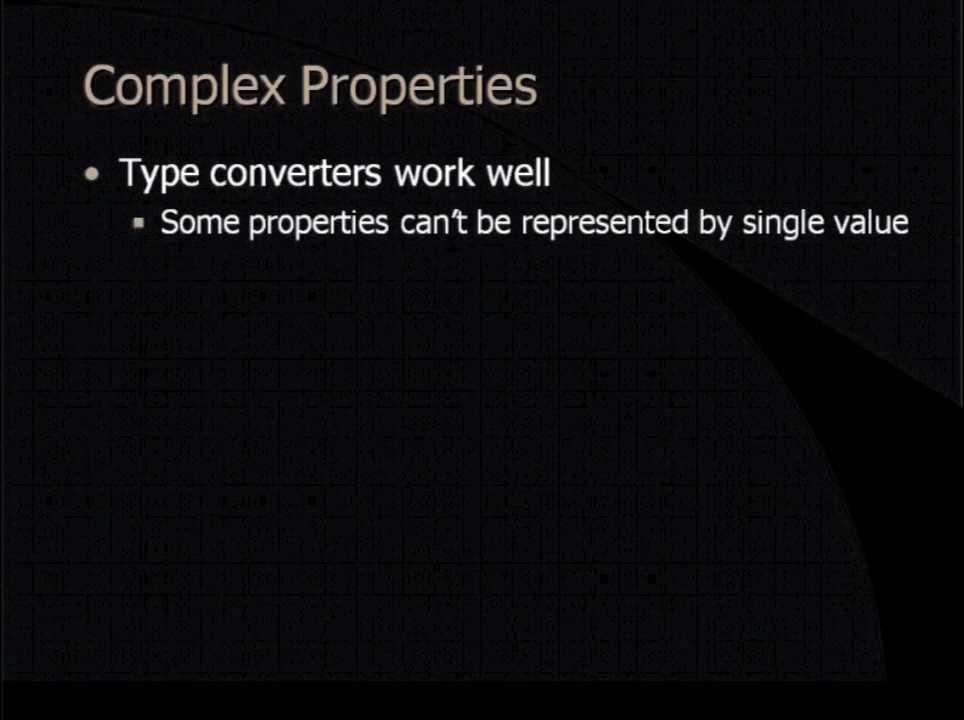 Complex Properties
Type converters work well
Some properties can't be represented by single value